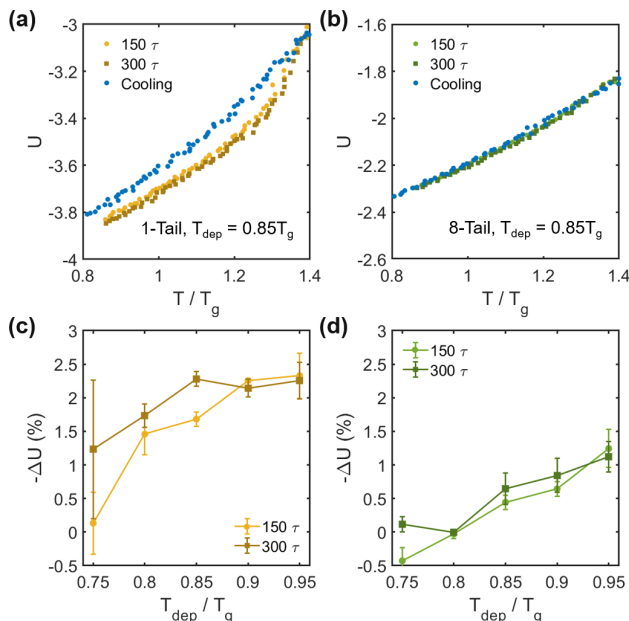 (a)
-3
-3.2
-3.4
-3.6
-3.8
-4
U
150 τ
300 τ
Cooling
1-Tail, T_dep = 0.85T_g
0.8 1 1.2 1.4
T / T_g
(b)
-1.4
-1.6
-1.8
-2
-2.2
-2.4
-2.6
U
150 τ
300 τ
Cooling
8-Tail, T_dep = 0.85T_g
0.8 1 1.2 1.4
T / T_g
(c)
3
2.5
2
1.5
1
0.5
0
-0.5
-ΔU (%)
150 τ
300 τ
0.75 0.8 0.85 0.9 0.95
T_dep / T_g
(d)
3
2.5
2
1.5
1
0.5
0
-0.5
-ΔU (%)
150 τ
300 τ
0.75 0.8 0.85 0.9 0.95
T_dep / T_g